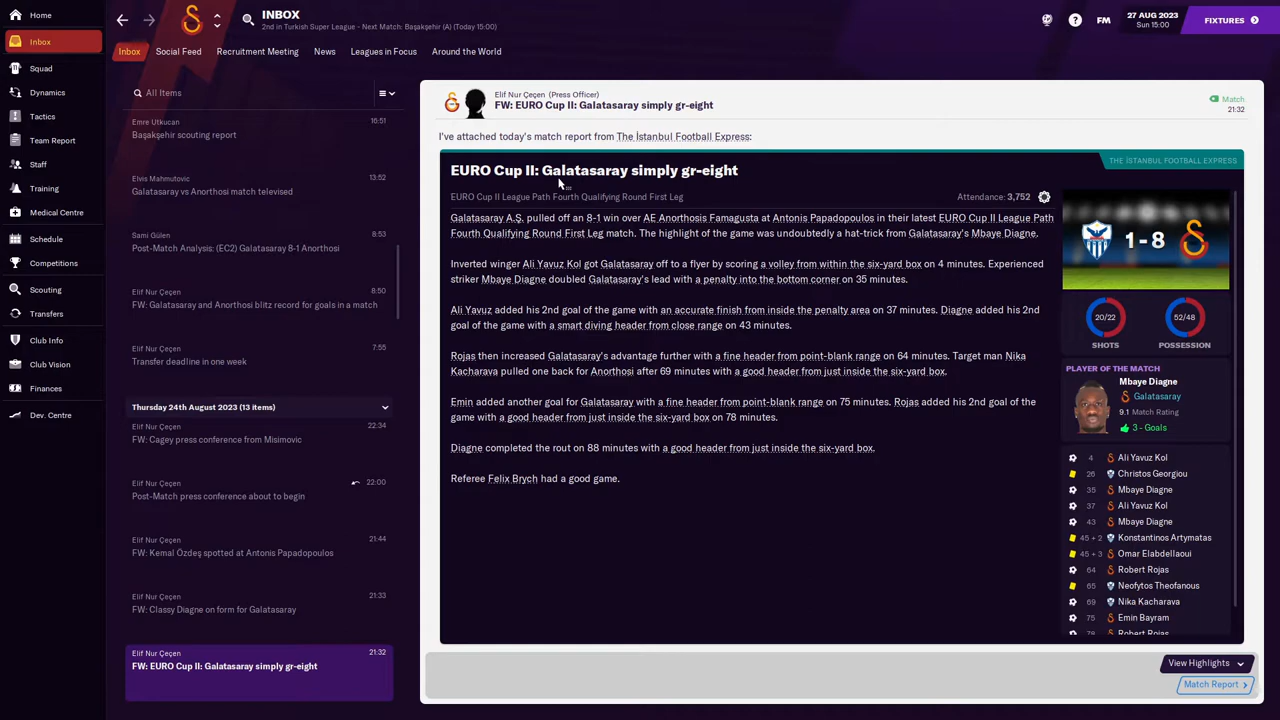 Home
Inbox
Squad
Dynamics
Tactics
Team Report
Staff
Training
Medical Centre
Schedule
Competitions
Scouting
Transfers
Club Info
Club Vision
Finances
Dev. Centre
INBOX
2nd in Turkish Super League - Next Match: Başakşehir (A) (Today 15:00)
FM
27 AUG 2023
Sun 15:00
FIXTURES
Inbox
Social Feed
Recruitment Meeting
News
Leagues in Focus
Around the World
All Items
Emre Utkucan
16:51
Başakşehir scouting report
Elvis Mahmutovic
13:52
Galatasaray vs Anorthosi match televised
Sami Gülen
8:53
Post-Match Analysis: (EC2) Galatasaray 8-1 Anorthosi
Elif Nur Çeçen
8:50
FW: Galatasaray and Anorthosi blitz record for goals in a match
Elif Nur Çeçen
7:55
Transfer deadline in one week
Thursday 24th August 2023 (13 items)
Elif Nur Çeçen
22:34
FW: Cagey press conference from Misimovic
Elif Nur Çeçen
22:00
Post-Match press conference about to begin
Elif Nur Çeçen
21:44
FW: Kemal Özdeş spotted at Antonis Papadopoulos
Elif Nur Çeçen
21:33
FW: Classy Diagne on form for Galatasaray
Elif Nur Çeçen
21:32
FW: EURO Cup II: Galatasaray simply gr-eight
Elif Nur Çeçen (Press Officer)
FW: EURO Cup II: Galatasaray simply gr-eight
Match
21:32
I've attached today's match report from The İstanbul Football Express:
THE İSTANBUL FOOTBALL EXPRESS
EURO Cup II: Galatasaray simply gr-eight
EURO Cup II League Path Fourth Qualifying Round First Leg
Attendance: 3,752
Galatasaray A.Ş. pulled off an 8-1 win over AE Anorthosis Famagusta at Antonis Papadopoulos in their latest EURO Cup II League Path
Fourth Qualifying Round First Leg match. The highlight of the game was undoubtedly a hat-trick from Galatasaray's Mbaye Diagne.
Inverted winger Ali Yavuz Kol got Galatasaray off to a flyer by scoring a volley from within the six-yard box on 4 minutes. Experienced
striker Mbaye Diagne doubled Galatasaray's lead with a penalty into the bottom corner on 35 minutes.
Ali Yavuz added his 2nd goal of the game with an accurate finish from inside the penalty area on 37 minutes. Diagne added his 2nd
goal of the game with a smart diving header from close range on 43 minutes.
Rojas then increased Galatasaray's advantage further with a fine header from point-blank range on 64 minutes. Target man Nika
Kacharava pulled one back for Anorthosi after 69 minutes with a good header from just inside the six-yard box.
Emin added another goal for Galatasaray with a fine header from point-blank range on 75 minutes. Rojas added his 2nd goal of the
game with a good header from just inside the six-yard box on 78 minutes.
Diagne completed the rout on 88 minutes with a good header from just inside the six-yard box.
Referee Felix Brych had a good game.
1-8
20/22
SHOTS
52/48
POSSESSION
PLAYER OF THE MATCH
Mbaye Diagne
Galatasaray
9.1 Match Rating
3 - Goals
4 Ali Yavuz Kol
26 Christos Georgiou
35 Mbaye Diagne
37 Ali Yavuz Kol
43 Mbaye Diagne
45 + 2 Konstantinos Artymatas
45 + 3 Omar Elabdellaoui
64 Robert Rojas
65 Neofytos Theofanous
69 Nika Kacharava
75 Emin Bayram
78 Robert Rojas
View Highlights
Match Report